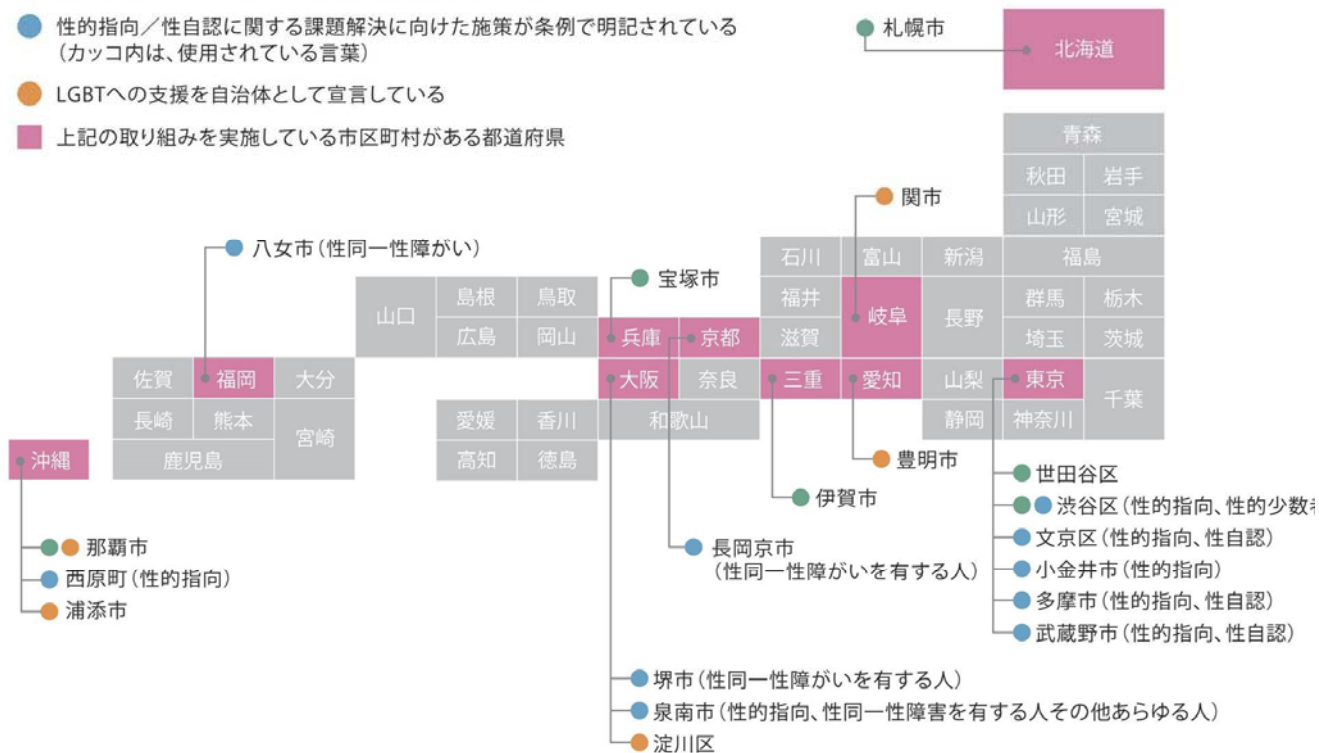 性的指向／性自認に関する課題解決に向けた施策が条例で明記されている
（カッコ内は、使用されている言葉）
LGBTへの支援を自治体として宣言している
上記の取り組みを実施している市区町村がある都道府県
札幌市
北海道
青森
秋田 岩手
山形 宮城
関市
八女市（性同一性障がい）
石川 富山 新潟 福島
宝塚市
山口 島根 鳥取
福井 岐阜 長野 群馬 栃木
広島 岡山 兵庫 京都 滋賀 埼玉 茨城
佐賀 福岡 大分 大阪 奈良 三重 愛知 山梨 東京 千葉
長崎 熊本 宮崎 愛媛 香川 和歌山 静岡 神奈川
沖縄 鹿児島 高知 徳島
豊明市
伊賀市
世田谷区
渋谷区（性的指向、性的少数
文京区（性的指向、性自認）
小金井市（性的指向）
多摩市（性的指向、性自認）
武蔵野市（性的指向、性自認）
那覇市
西原町（性的指向）
浦添市
長岡京市
（性同一性障がいを有する人）
堺市（性同一性障がいを有する人）
泉南市（性的指向、性同一性障害を有する人その他あらゆる人）
淀川区